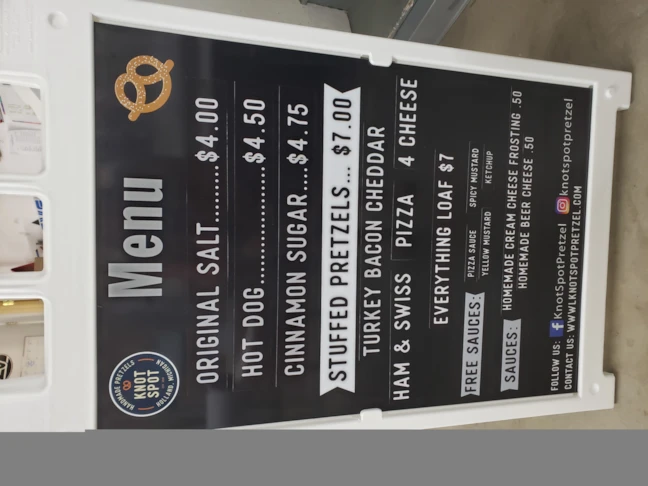 HANDMADE PRETZELS
KNOT
SPOT
HOLLAND, MICHIGAN
Menu
ORIGINAL SALT.........$4.00
HOT DOG..................$4.50
CINNAMON SUGAR....$4.75
STUFFED PRETZELS... $7.00
TURKEY BACON CHEDDAR
HAM & SWISS PIZZA 4 CHEESE
EVERYTHING LOAF $7
FREE SAUCES: PIZZA SAUCE SPICY MUSTARD
YELLOW MUSTARD KETCHUP
SAUCES: HOMEMADE CREAM CHEESE FROSTING .50
HOMEMADE BEER CHEESE .50
FOLLOW US: KnotSpotPretzel knotspotpretzel
CONTACT US: WWW.KNOTSPOTPRETZEL.COM